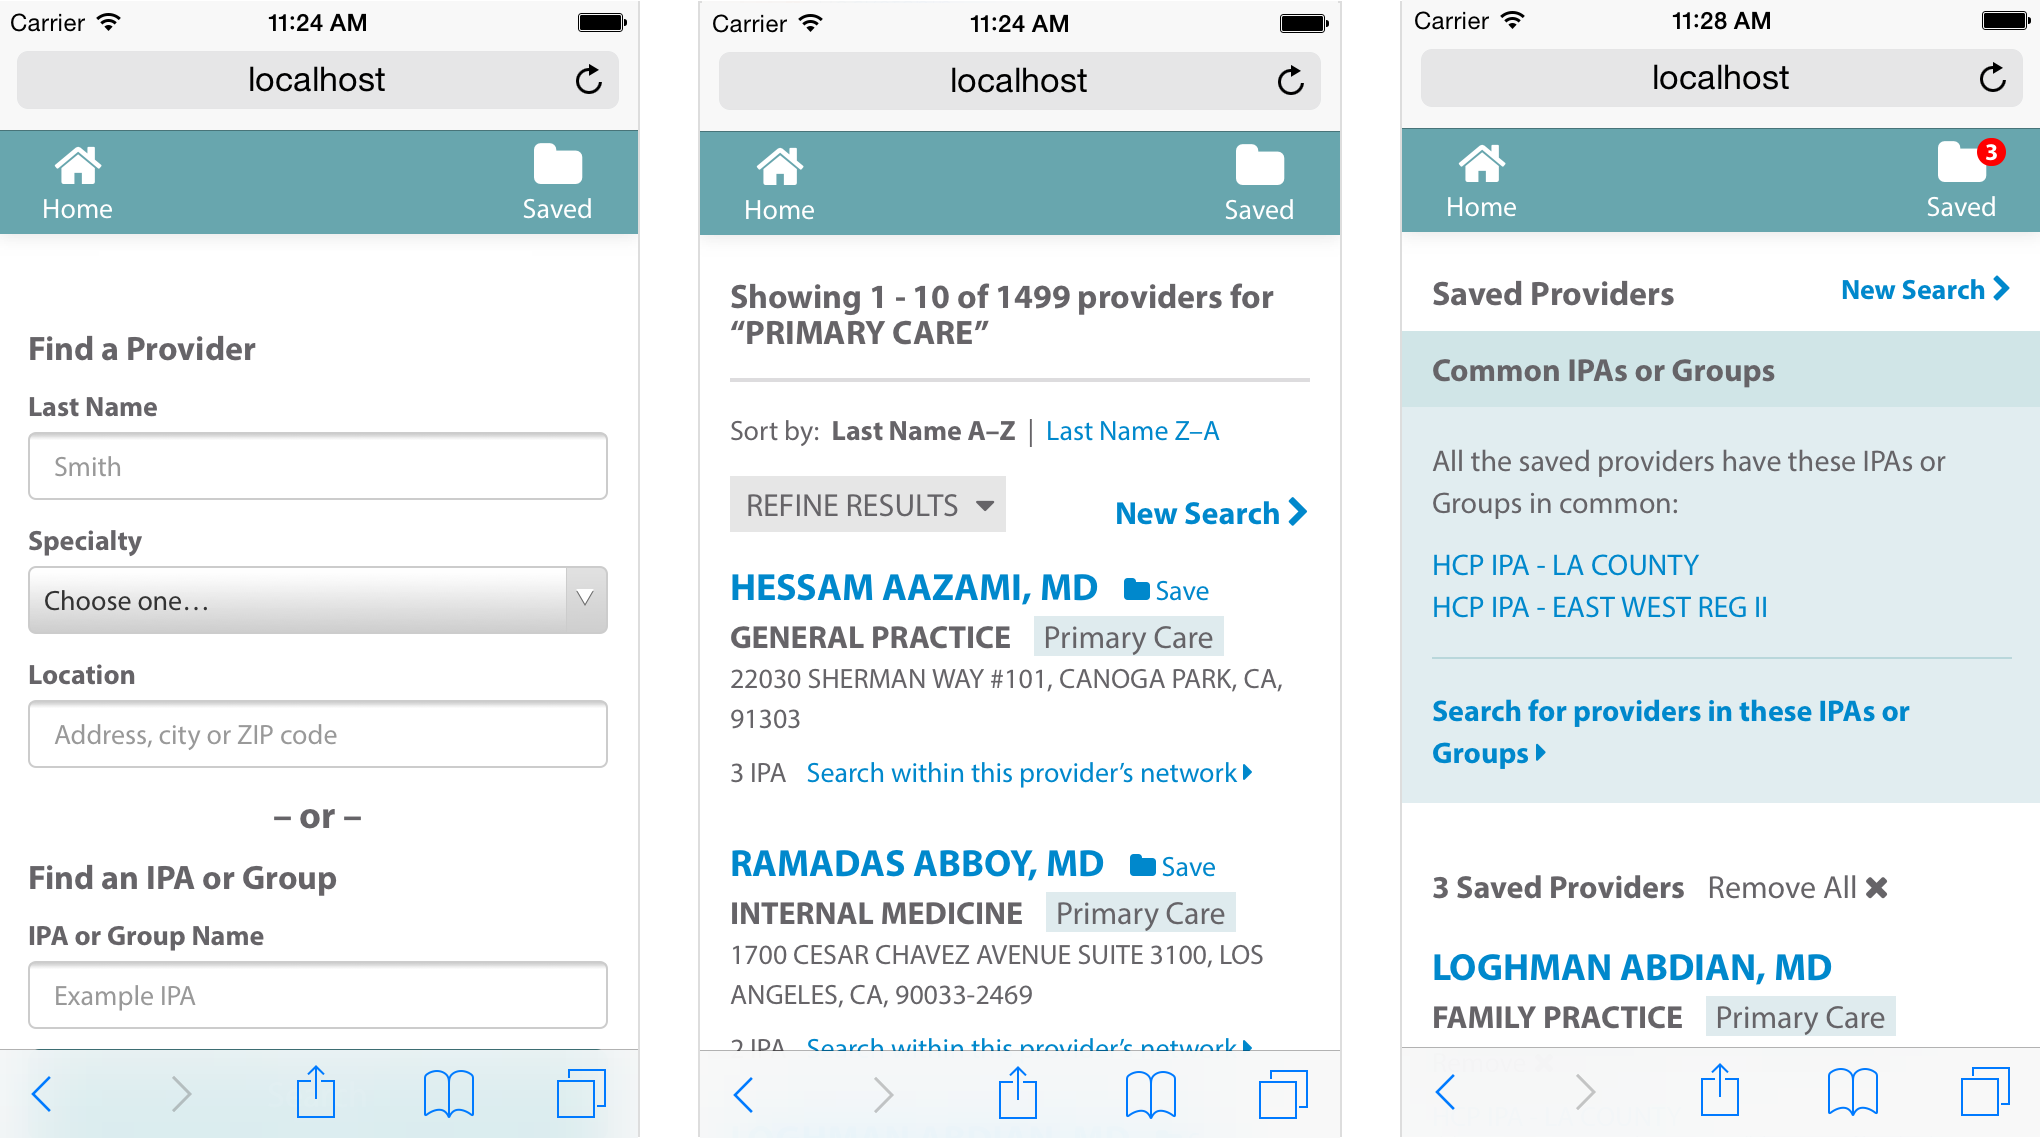 Carrier 11:24 AM
localhost
Home Saved
Find a Provider
Last Name
Smith
Specialty
Choose one…
Location
Address, city or ZIP code
– or –
Find an IPA or Group
IPA or Group Name
Example IPA
Carrier 11:24 AM
localhost
Home Saved
Showing 1 - 10 of 1499 providers for
“PRIMARY CARE”
Sort by: Last Name A–Z | Last Name Z–A
REFINE RESULTS New Search
HESSAM AAZAMI, MD Save
GENERAL PRACTICE Primary Care
22030 SHERMAN WAY #101, CANOGA PARK, CA,
91303
3 IPA Search within this provider’s network
RAMADAS ABBOY, MD Save
INTERNAL MEDICINE Primary Care
1700 CESAR CHAVEZ AVENUE SUITE 3100, LOS
ANGELES, CA, 90033-2469
2 IPA Search within this provider’s network
Carrier 11:28 AM
localhost
3
Home Saved
Saved Providers New Search
Common IPAs or Groups
All the saved providers have these IPAs or
Groups in common:
HCP IPA - LA COUNTY
HCP IPA - EAST WEST REG II
Search for providers in these IPAs or
Groups
3 Saved Providers Remove All
LOGHMAN ABDIAN, MD
FAMILY PRACTICE Primary Care